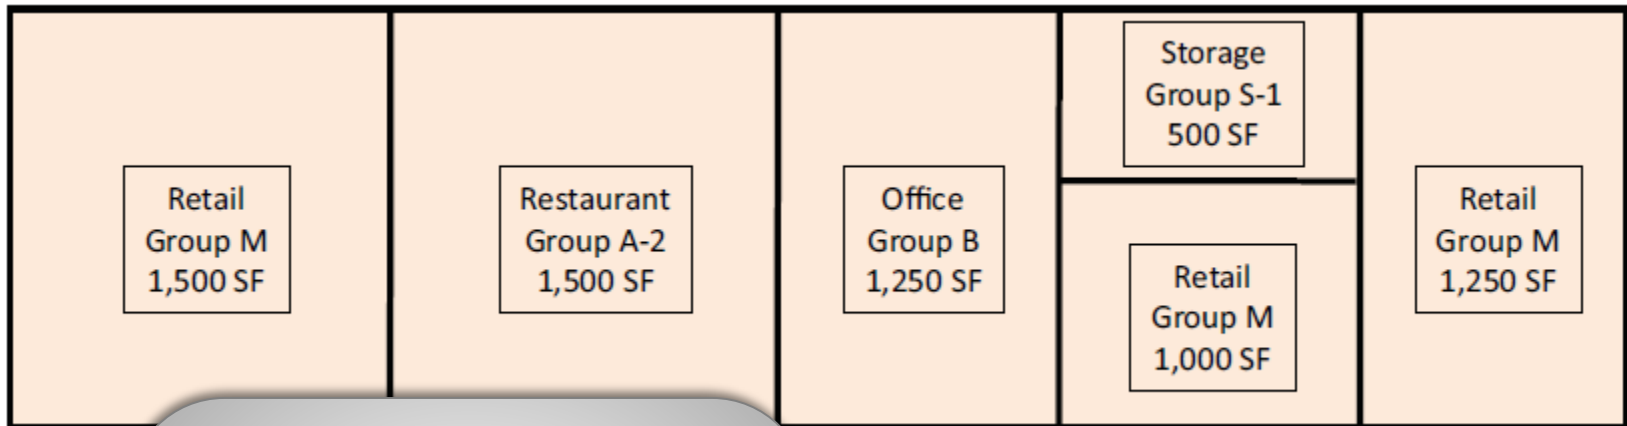 Retail
Group M
1,500 SF
Restaurant
Group A-2
1,500 SF
Office
Group B
1,250 SF
Storage
Group S-1
500 SF
Retail
Group M
1,000 SF
Retail
Group M
1,250 SF